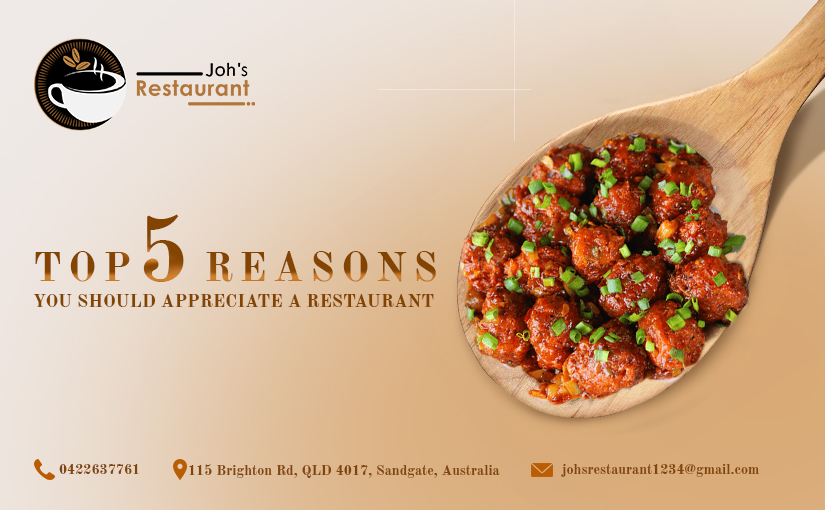 Joh's
Restaurant
TOP 5 REASONS
YOU SHOULD APPRECIATE A RESTAURANT
0422637761
115 Brighton Rd, QLD 4017, Sandgate, Australia
johsrestaurant1234@gmail.com